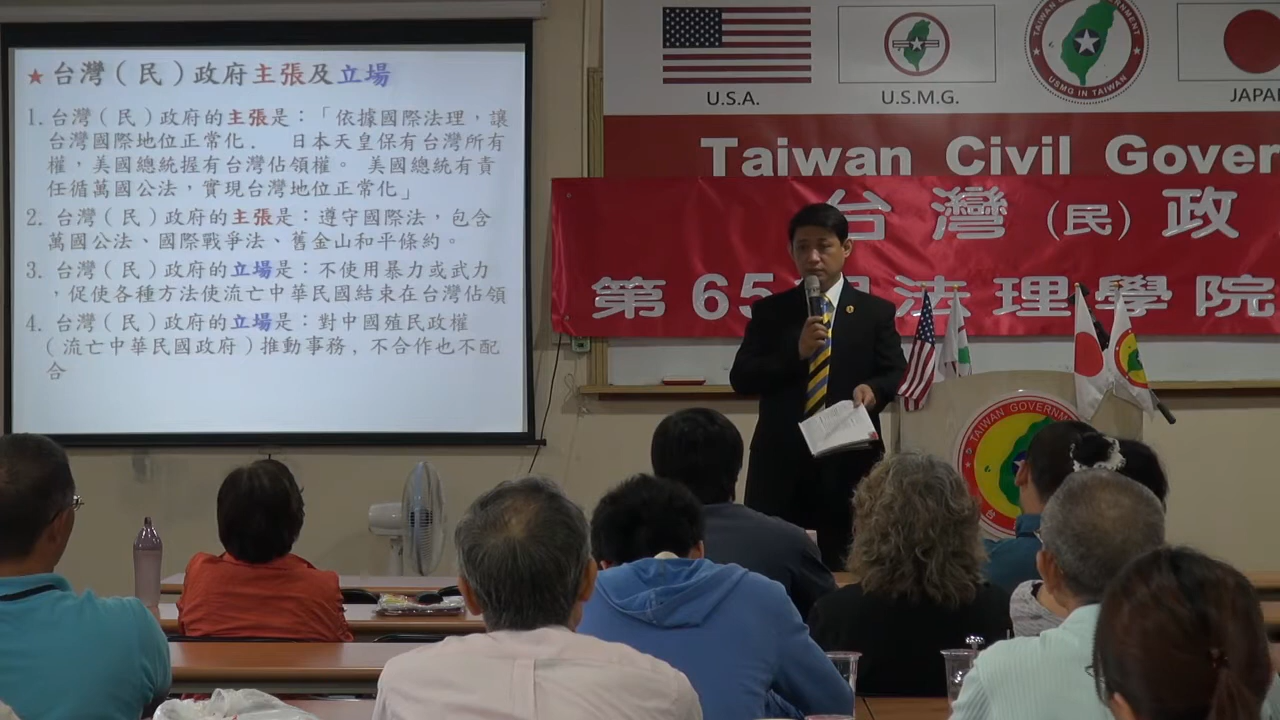 ★ 台灣(民)政府主張及立場
1. 台灣(民)政府的主張是:「依據國際法理,讓
台灣國際地位正常化. 日本天皇保有台灣所有
權,美國總統握有台灣佔領權。 美國總統有責
任循萬國公法,實現台灣地位正常化」
2. 台灣(民)政府的主張是:遵守國際法,包含
萬國公法、國際戰爭法、舊金山和平條約。
3. 台灣(民)政府的立場是:不使用暴力或武力
,促使各種方法使流亡中華民國結束在台灣佔領
4. 台灣(民)政府的立場是:對中國殖民政權
(流亡中華民國政府)推動事務, 不合作也不配
合
U.S.A.
U.S.M.G.
TAIWAN GOVERNMENT
USMG IN TAIWAN
JAPA
Taiwan Civil Gover
台灣(民)政
第65期法理學院
TAIWAN GOVERNMENT
台